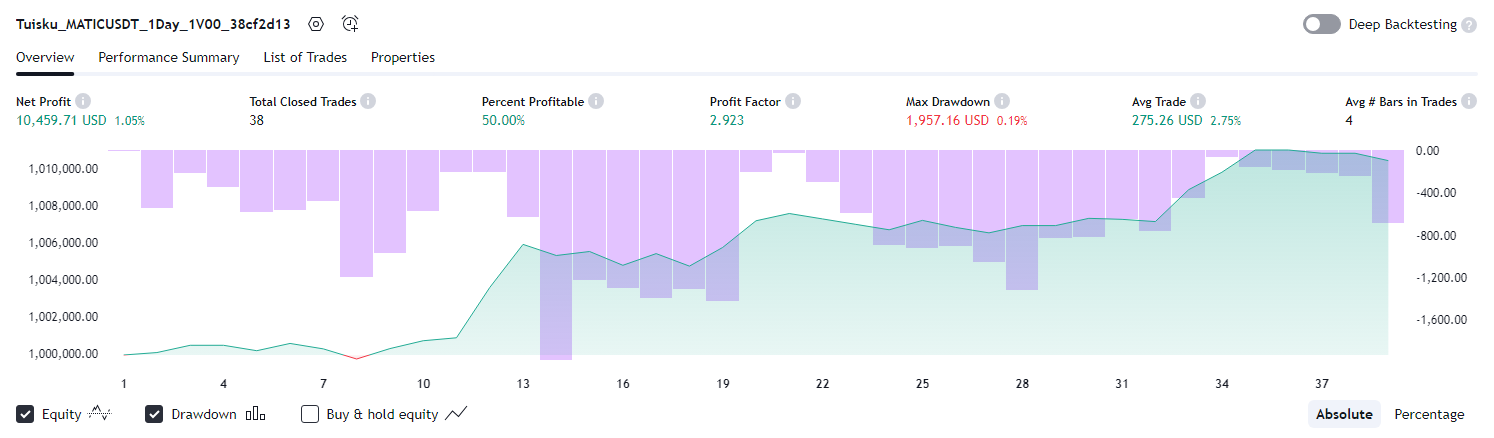 Tuisku_MATICUSDT_1Day_1V00_38cf2d13
Deep Backtesting ?
Overview Performance Summary List of Trades Properties
Net Profit i Total Closed Trades i Percent Profitable i Profit Factor i Max Drawdown i Avg Trade i Avg # Bars in Trades i
10,459.71 USD 1.05% 38 50.00% 2.923 1,957.16 USD 0.19% 275.26 USD 2.75% 4
0.00
1,010,000.00
-400.00
1,008,000.00
-800.00
1,006,000.00
-1,200.00
1,004,000.00
1,002,000.00
-1,600.00
1,000,000.00
1 4 7 10 13 16 19 22 25 28 31 34 37
Equity Drawdown Buy & hold equity Absolute Percentage